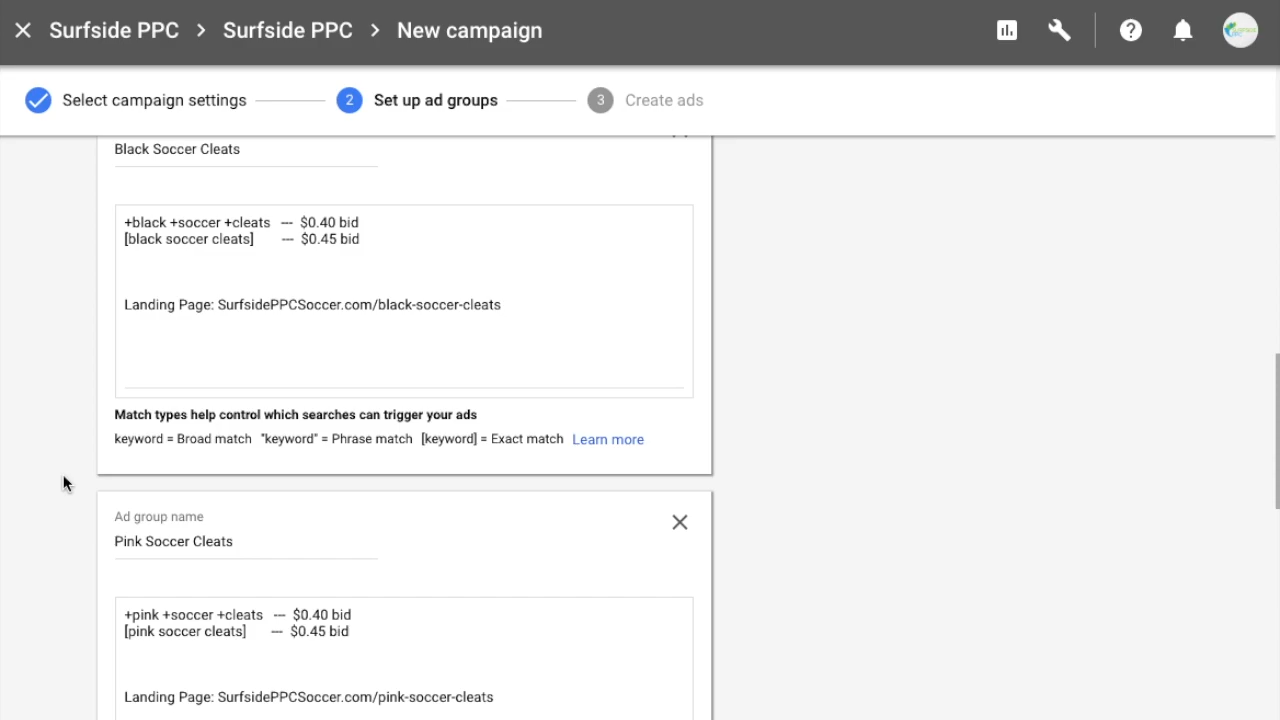 Surfside PPC > Surfside PPC > New campaign
Select campaign settings 2 Set up ad groups 3 Create ads
Black Soccer Cleats
+black +soccer +cleats --- $0.40 bid
[black soccer cleats] --- $0.45 bid
Landing Page: SurfsidePPCSoccer.com/black-soccer-cleats
Match types help control which searches can trigger your ads
keyword = Broad match "keyword" = Phrase match [keyword] = Exact match Learn more
Ad group name
Pink Soccer Cleats
+pink +soccer +cleats --- $0.40 bid
[pink soccer cleats] --- $0.45 bid
Landing Page: SurfsidePPCSoccer.com/pink-soccer-cleats